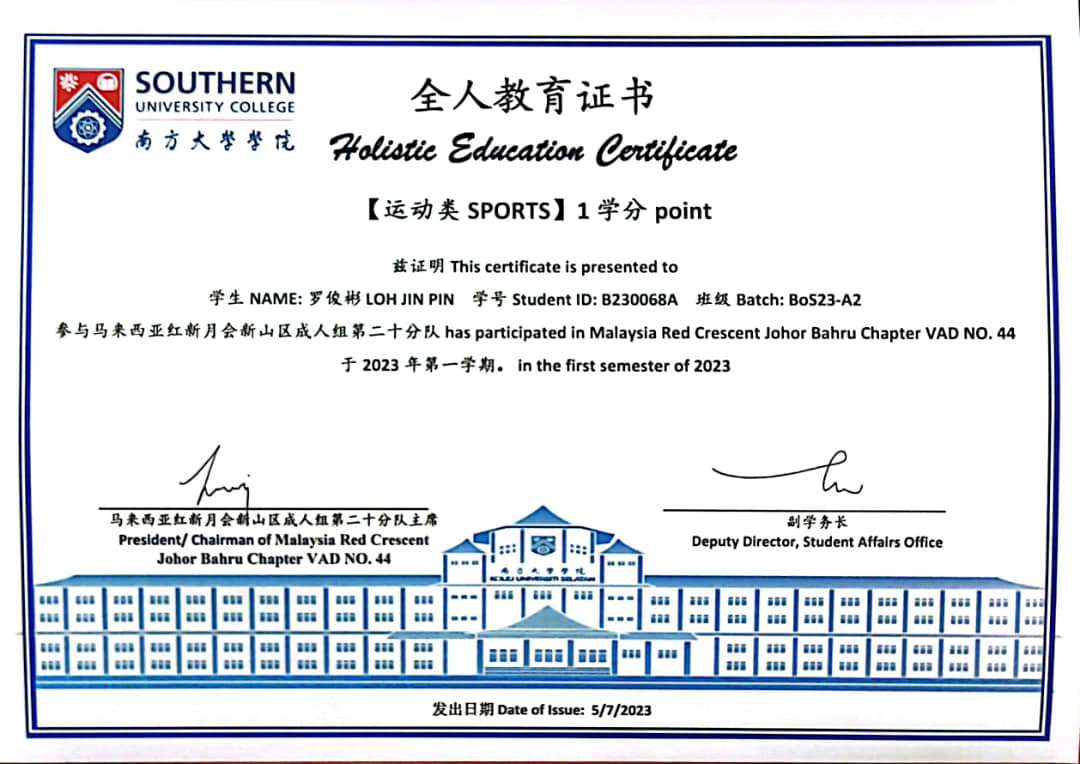 SOUTHERN
UNIVERSITY COLLEGE
南方大學學院
全人教育证书
Holistic Education Certificate
【运动类 SPORTS】1 学分 point
兹证明 This certificate is presented to
学生 NAME: 罗俊彬 LOH JIN PIN 学号 Student ID: B230068A 班级 Batch: BoS23-A2
参与马来西亚红新月会新山区成人组第二十分队 has participated in Malaysia Red Crescent Johor Bahru Chapter VAD NO. 44
于 2023 年第一学期。 in the first semester of 2023
马来西亚红新月会新山区成人组第二十分队主席
President/ Chairman of Malaysia Red Crescent
Johor Bahru Chapter VAD NO. 44
副学务长
Deputy Director, Student Affairs Office
南方大學學院
KOLEJ UNIVERSITI SELATAN
发出日期 Date of Issue: 5/7/2023